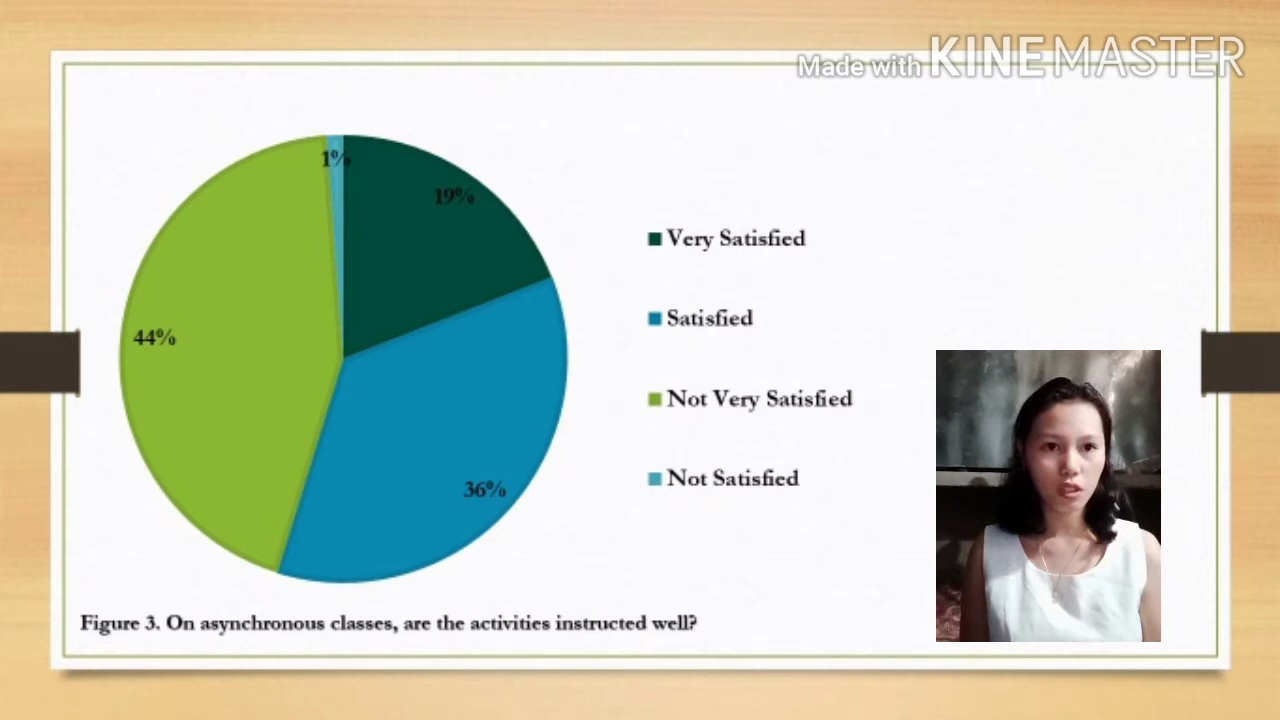 Made with KINEMASTER
1%
19%
44%
36%
Very Satisfied
Satisfied
Not Very Satisfied
Not Satisfied
Figure 3. On asynchronous classes, are the activities instructed well?